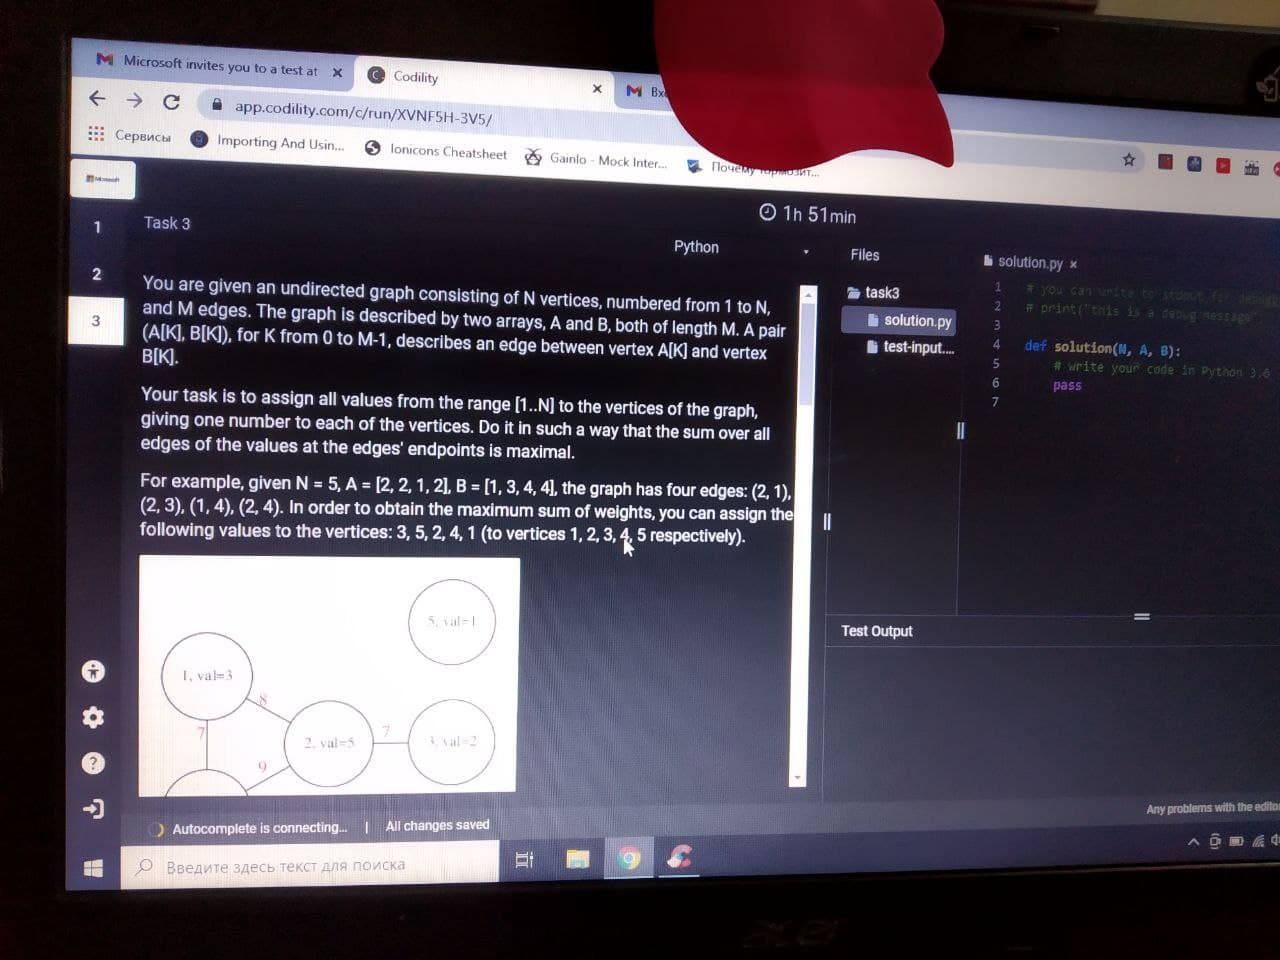 Microsoft invites you to a test at
Codility
app.codility.com/c/run/XVNF5H-3V5/
Сервисы
Importing And Usin...
Ionicons Cheatsheet
Gainlo - Mock Inter...
Почему
Microsoft
1
2
3
Task 3
1h 51min
Python
You are given an undirected graph consisting of N vertices, numbered from 1 to N,
and M edges. The graph is described by two arrays, A and B, both of length M. A pair
(A[K], B[K]), for K from 0 to M-1, describes an edge between vertex A[K] and vertex
B[K].
Your task is to assign all values from the range [1..N] to the vertices of the graph,
giving one number to each of the vertices. Do it in such a way that the sum over all
edges of the values at the edges' endpoints is maximal.
For example, given N = 5, A = [2, 2, 1, 2], B = [1, 3, 4, 4], the graph has four edges: (2, 1),
(2, 3), (1, 4), (2, 4). In order to obtain the maximum sum of weights, you can assign the
following values to the vertices: 3, 5, 2, 4, 1 (to vertices 1, 2, 3, 4, 5 respectively).
5, val=1
1, val=3
8
7
2, val=5
7
3, val=2
9
Autocomplete is connecting... | All changes saved
Files
task3
solution.py
test-input....
solution.py ×
1 # you can write to stdout for debug
2 # print("this is a debug message"
3
4 def solution(N, A, B):
5 # write your code in Python 3.6
6 pass
7
Test Output
Any problems with the editor
Введите здесь текст для поиска
acer